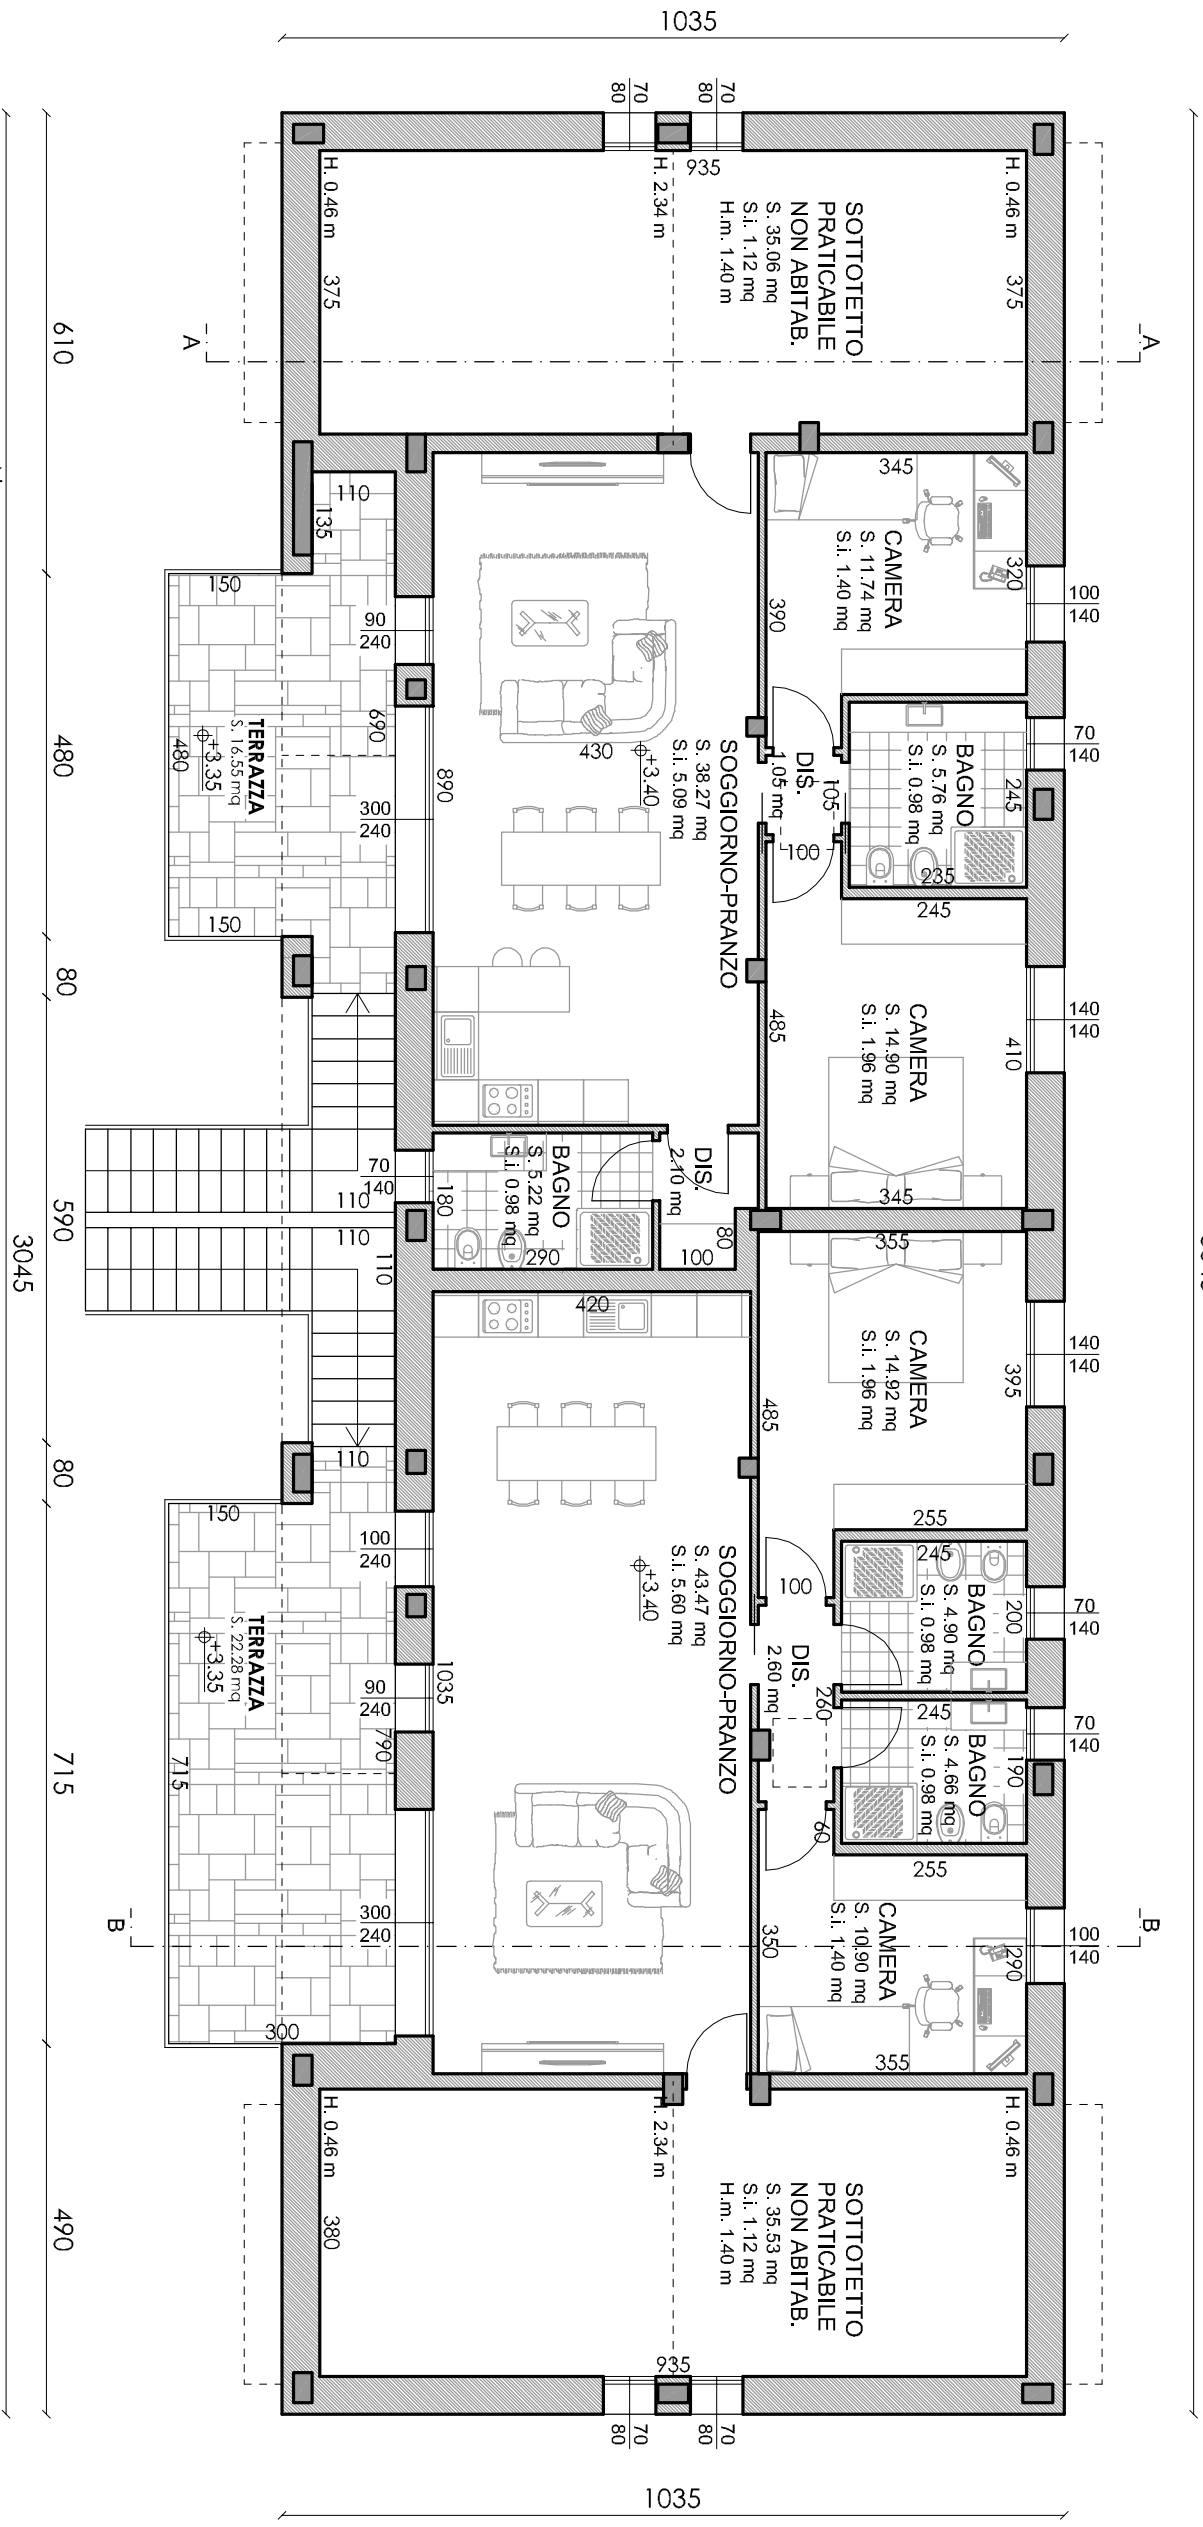 1035
70
80
70
80
935
H. 0.46 m
H. 2.34 m
H. 0.46 m
SOTTOTETTO
PRATICABILE
NON ABITAB.
S. 35.06 mq
S.i. 1.12 mq
H.m. 1.40 m
375
375
610
A
A
110
135
345
CAMERA
S. 11.74 mq
S.i. 1.40 mq
320
100
140
390
150
90
240
690
TERRAZZA
S. 16.55 mq
+3.35
480
480
300
240
890
430
+3.40
SOGGIORNO-PRANZO
S. 38.27 mq
S.i. 5.09 mq
DIS.
1.05 mq
105
100
BAGNO
S. 5.76 mq
S.i. 0.98 mq
245
235
245
70
140
150
80
485
CAMERA
S. 14.90 mq
S.i. 1.96 mq
410
140
140
345
DIS.
2.10 mq
80
100
BAGNO
S. 5.22 mq
S.i. 0.98 mq
180
290
70
140
110
110
110
590
3045
420
355
CAMERA
S. 14.92 mq
S.i. 1.96 mq
395
140
140
485
110
80
150
100
240
255
245
BAGNO
S. 4.90 mq
S.i. 0.98 mq
200
70
140
100
DIS.
2.60 mq
260
SOGGIORNO-PRANZO
S. 43.47 mq
S.i. 5.60 mq
+3.40
1035
TERRAZZA
S. 22.28 mq
+3.35
90
240
790
715
715
245
BAGNO
S. 4.66 mq
S.i. 0.98 mq
190
70
140
60
255
300
240
B
B
350
CAMERA
S. 10.90 mq
S.i. 1.40 mq
290
100
140
355
300
H. 0.46 m
H. 2.34 m
H. 0.46 m
SOTTOTETTO
PRATICABILE
NON ABITAB.
S. 35.53 mq
S.i. 1.12 mq
H.m. 1.40 m
380
490
935
70
80
70
80
1035